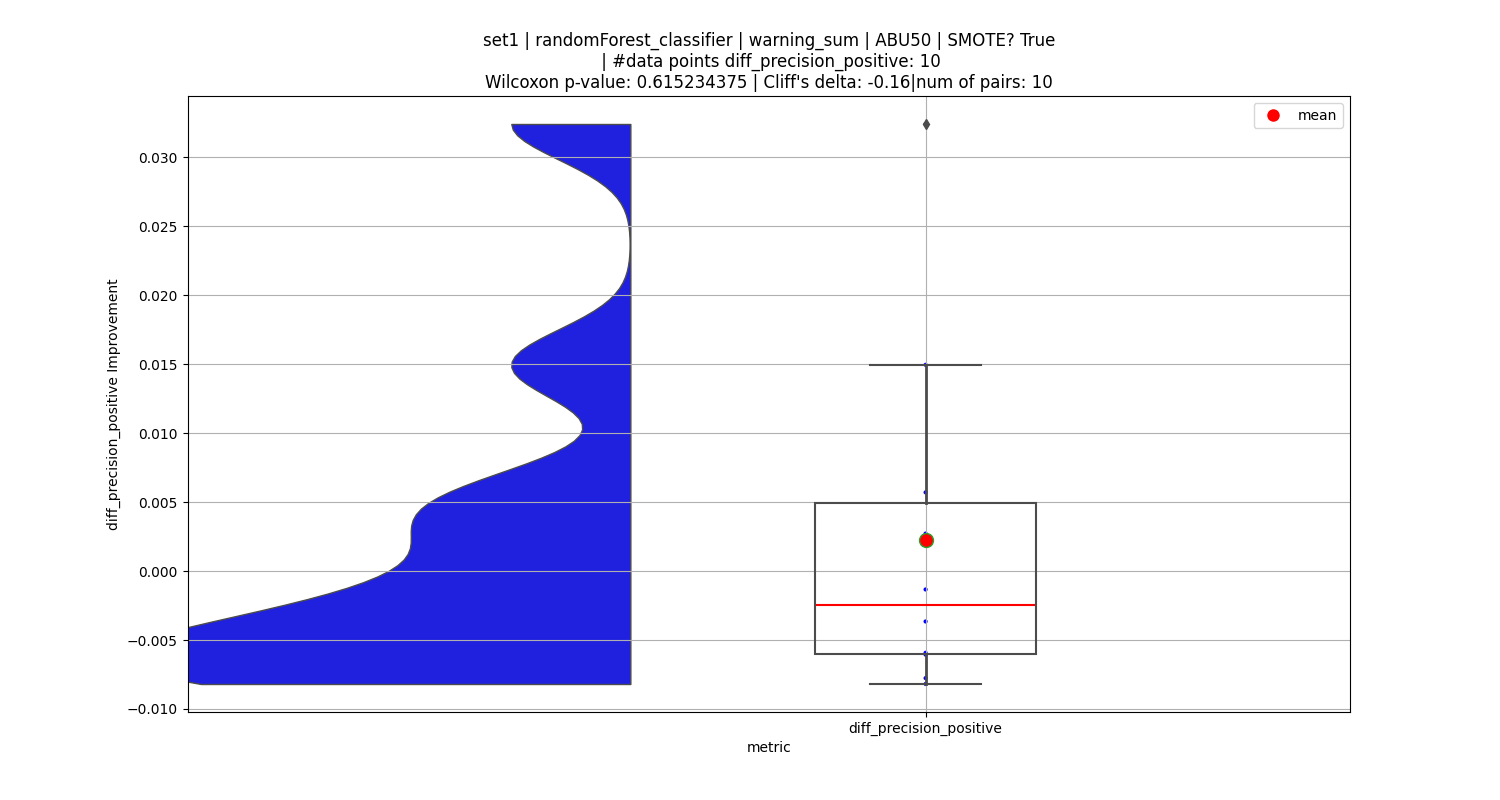 set1 | randomForest_classifier | warning_sum | ABU50 | SMOTE? True
| #data points diff_precision_positive: 10
Wilcoxon p-value: 0.615234375 | Cliff's delta: -0.16|num of pairs: 10
mean
0.030
0.025
0.020
0.015
0.010
0.005
0.000
−0.005
−0.010
diff_precision_positive Improvement
diff_precision_positive
metric